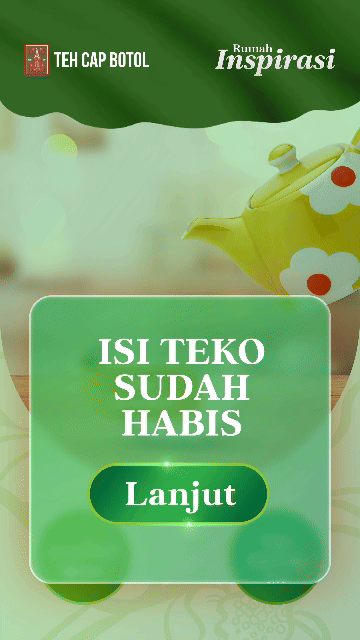 TEH CAP BOTOL
Rumah
Inspirasi
ISI TEKO
SUDAH
HABIS
Lanjut